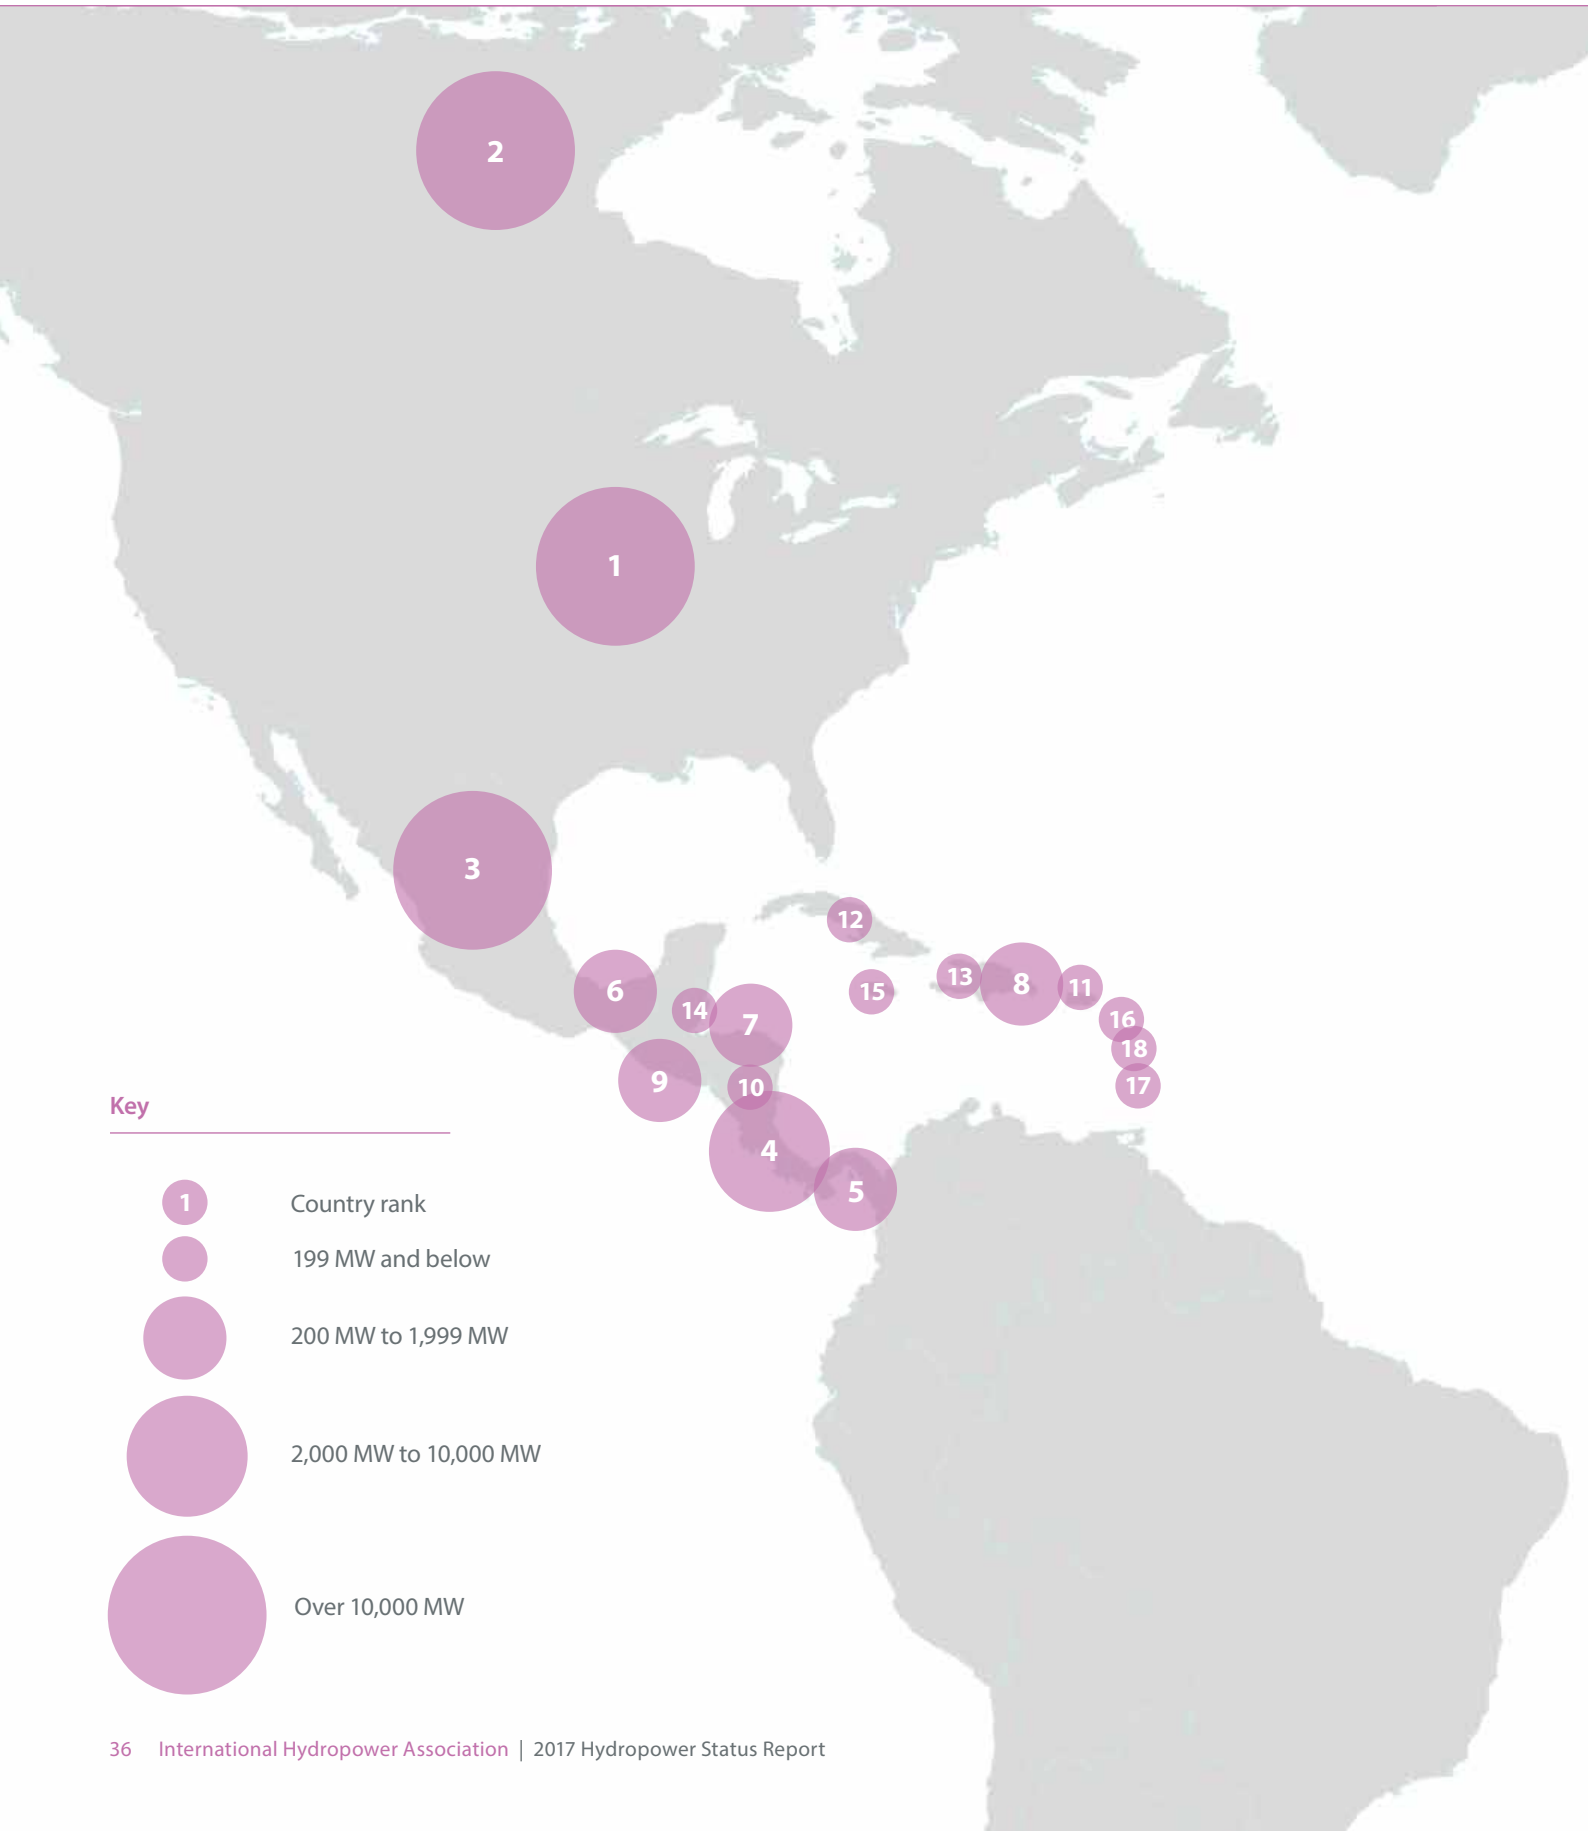 2
1
3
12
6
13
8
11
15
14
7
16
18
9
10
17
Key
4
5
1 Country rank
199 MW and below
200 MW to 1,999 MW
2,000 MW to 10,000 MW
Over 10,000 MW
36 International Hydropower Association | 2017 Hydropower Status Report